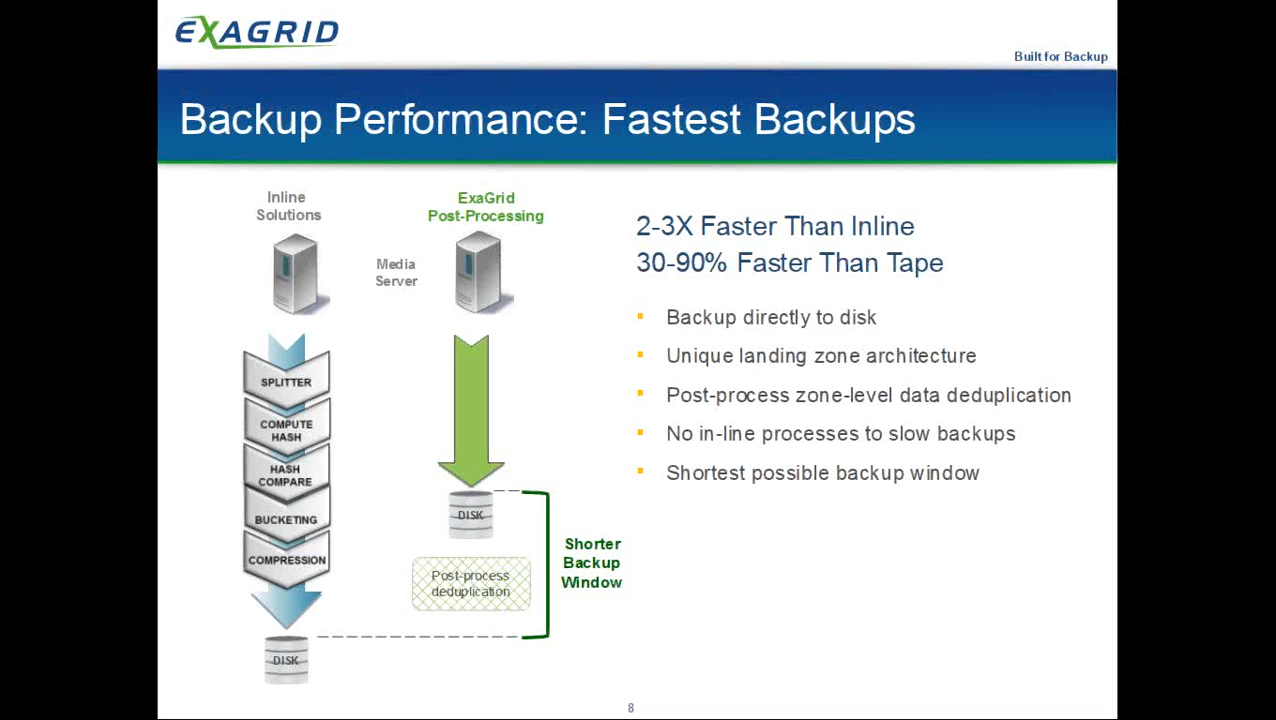 EXAGRID
Built for Backup
Backup Performance: Fastest Backups
Inline
Solutions
ExaGrid
Post-Processing
Media
Server
SPLITTER
COMPUTE
HASH
HASH
COMPARE
BUCKETING
COMPRESSION
DISK
DISK
Post-process
deduplication
Shorter
Backup
Window
2-3X Faster Than Inline
30-90% Faster Than Tape
Backup directly to disk
Unique landing zone architecture
Post-process zone-level data deduplication
No in-line processes to slow backups
Shortest possible backup window
8